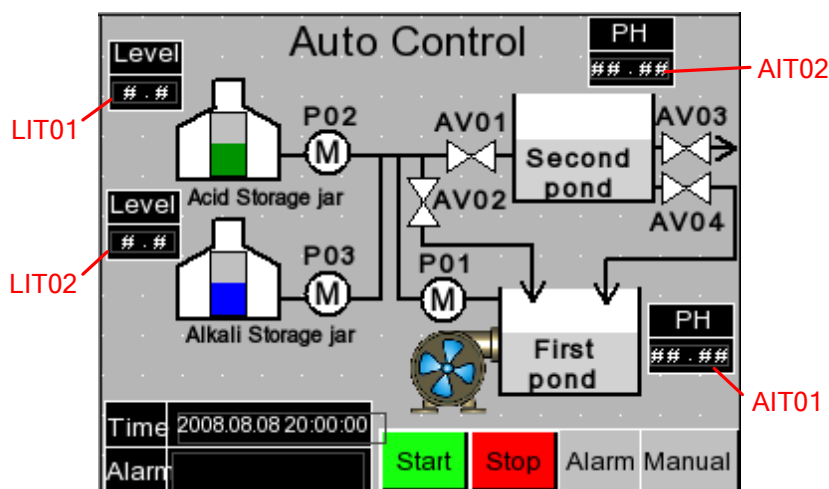 Auto Control
Level
#.#
LIT01
PH
##.##
AIT02
P02
M
AV01
AV03
Second
pond
Acid Storage jar
AV02
AV04
Level
#.#
LIT02
P03
M
P01
M
Alkali Storage jar
First
pond
PH
##.##
AIT01
Time 2008.08.08 20:00:00
Alarm
Start Stop Alarm Manual